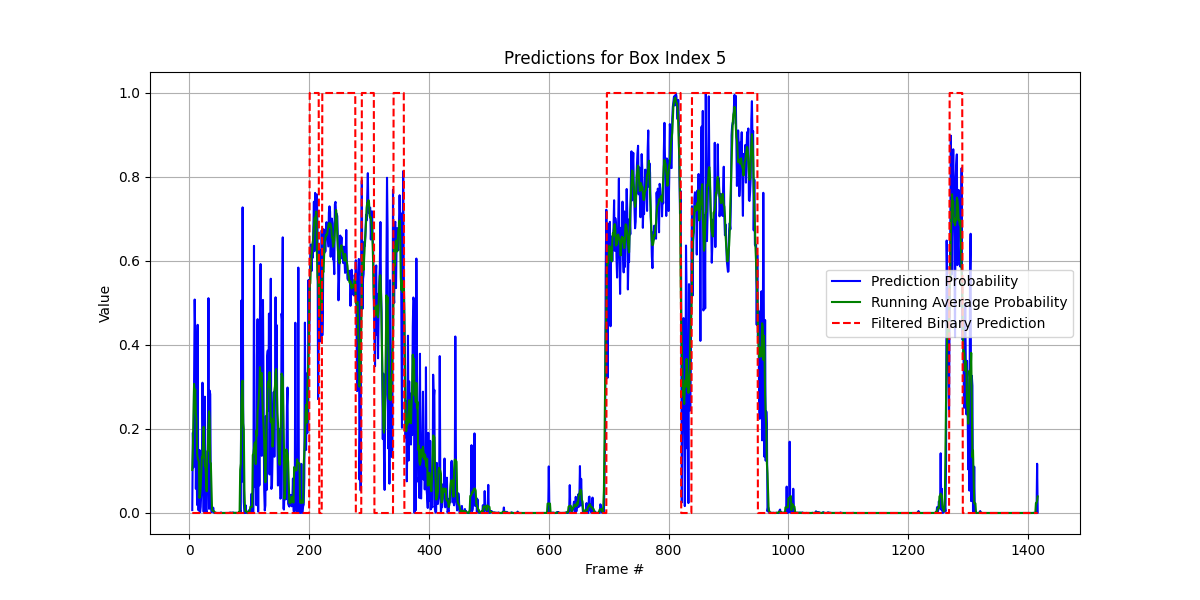 Predictions for Box Index 5
Value
1.0
0.8
0.6
0.4
0.2
0.0
Prediction Probability
Running Average Probability
Filtered Binary Prediction
0 200 400 600 800 1000 1200 1400
Frame #